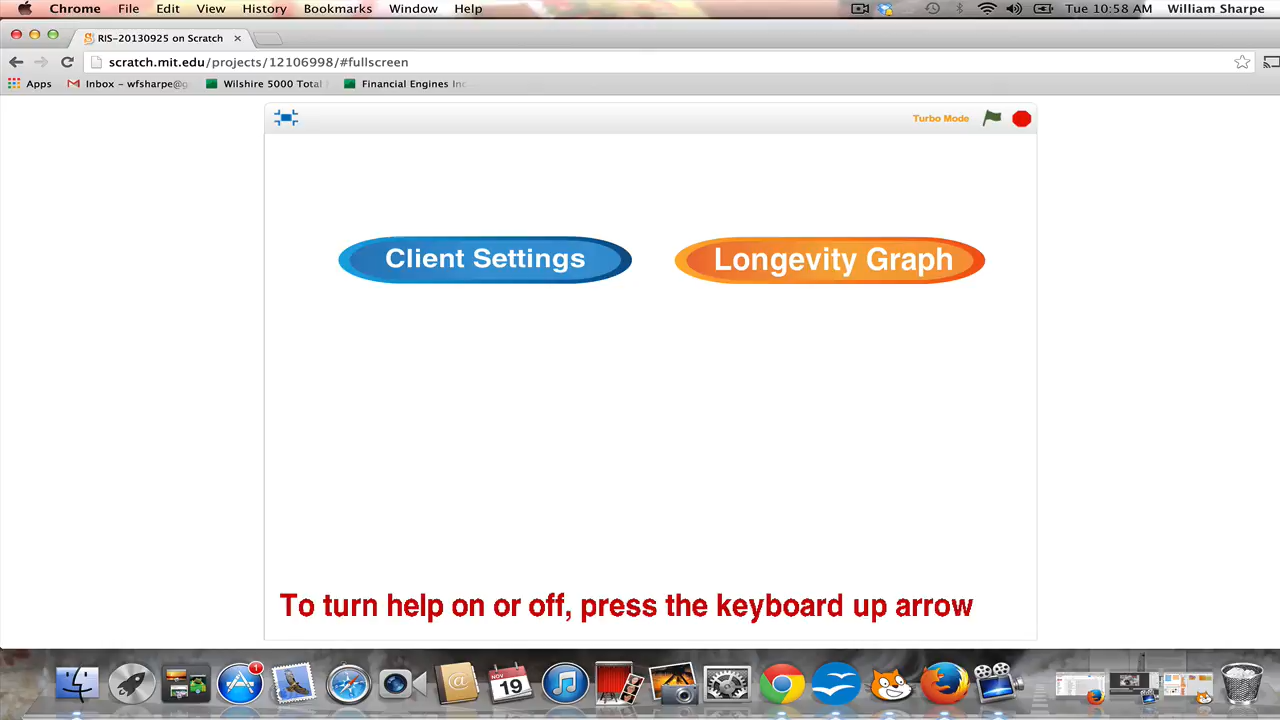 Chrome File Edit View History Bookmarks Window Help Tue 10:58 AM William Sharpe
RIS-20130925 on Scratch
scratch.mit.edu/projects/12106998/#fullscreen
Apps Inbox - wfsharpe@g Wilshire 5000 Total Financial Engines Inc
Turbo Mode
Client Settings Longevity Graph
To turn help on or off, press the keyboard up arrow
1
NOV
19